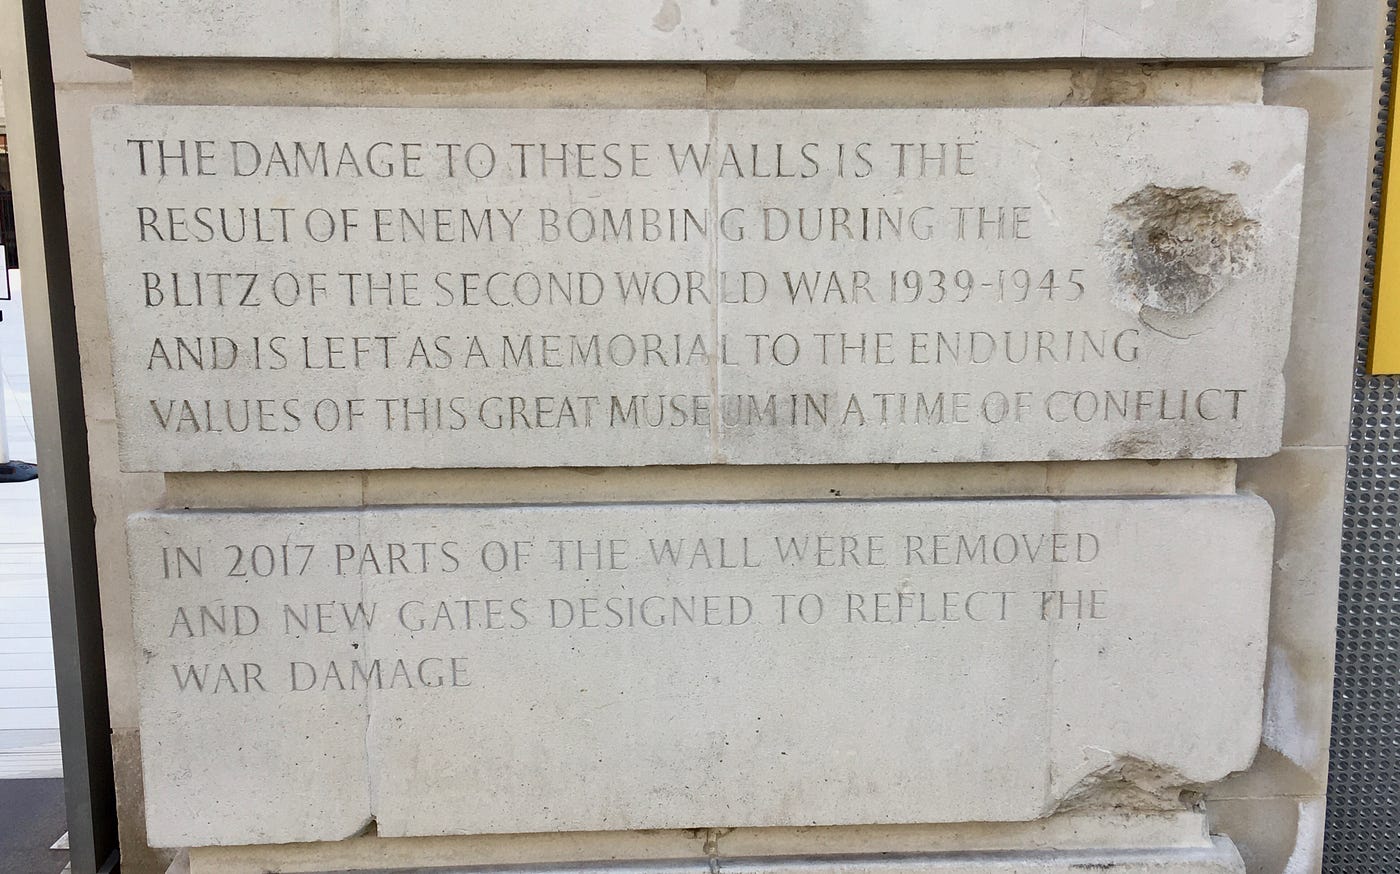 THE DAMAGE TO THESE WALLS IS THE
RESULT OF ENEMY BOMBING DURING THE
BLITZ OF THE SECOND WORLD WAR 1939-1945
AND IS LEFT AS A MEMORIAL TO THE ENDURING
VALUES OF THIS GREAT MUSEUM IN A TIME OF CONFLICT
IN 2017 PARTS OF THE WALL WERE REMOVED
AND NEW GATES DESIGNED TO REFLECT THE
WAR DAMAGE